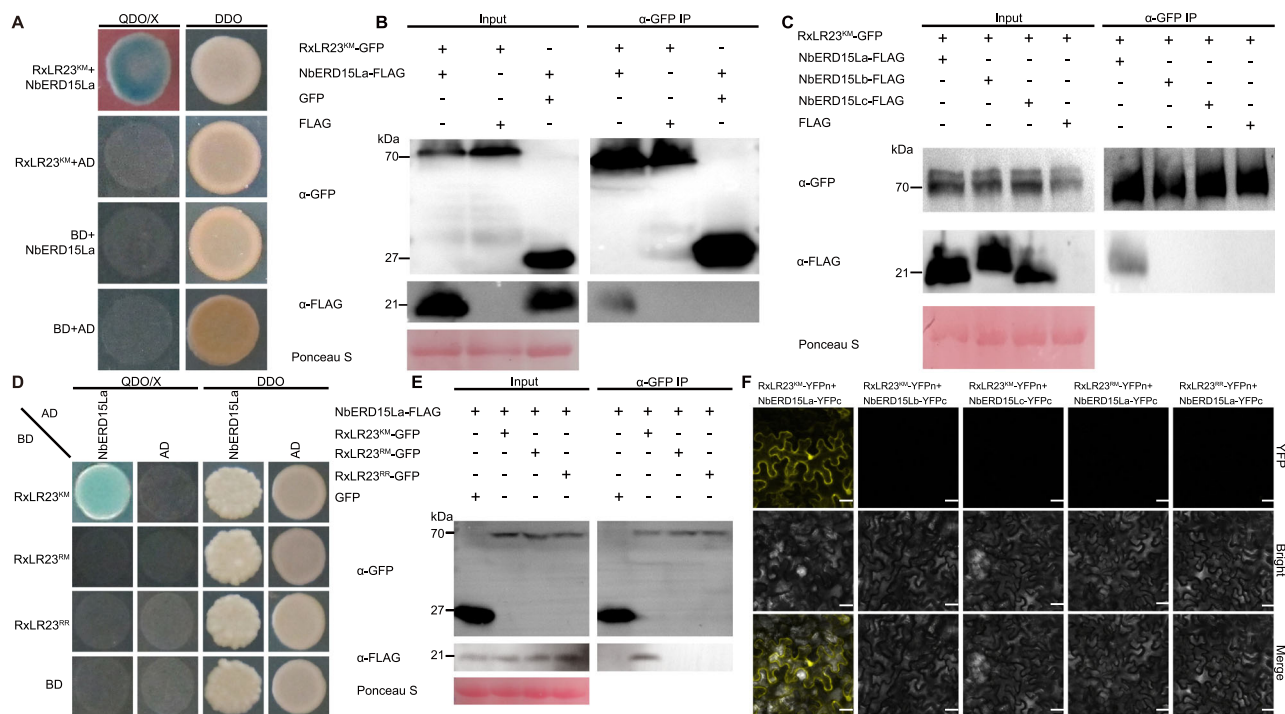 A
QDO/X DDO
RxLR23ᴷᴹ+
NbERD15La
RxLR23ᴷᴹ+AD
BD+
NbERD15La
BD+AD
B
Input α-GFP IP
RxLR23ᴷᴹ-GFP + + - + + -
NbERD15La-FLAG + - + + - +
GFP - - + - - +
FLAG - + - - + -
kDa
70
α-GFP
27
α-FLAG 21
Ponceau S
C
Input α-GFP IP
RxLR23ᴷᴹ-GFP + + + + + + + +
NbERD15La-FLAG + - - - + - - -
NbERD15Lb-FLAG - + - - - + - -
NbERD15Lc-FLAG - - + - - - + -
FLAG - - - + - - - +
kDa
α-GFP 70
α-FLAG
21
Ponceau S
D
QDO/X DDO
AD
BD
NbERD15La AD NbERD15La AD
RxLR23ᴷᴹ
RxLR23ᴿᴹ
RxLR23ᴿᴿ
BD
E
Input α-GFP IP
NbERD15La-FLAG + + + + + + + +
RxLR23ᴷᴹ-GFP - + - - - + - -
RxLR23ᴿᴹ-GFP - - + - - - + -
RxLR23ᴿᴿ-GFP - - - + - - - +
GFP + - - - + - - -
kDa
70
α-GFP
27
α-FLAG 21
Ponceau S
F
RxLR23ᴷᴹ-YFPn+ RxLR23ᴷᴹ-YFPn+ RxLR23ᴷᴹ-YFPn+ RxLR23ᴿᴹ-YFPn+ RxLR23ᴿᴿ-YFPn+
NbERD15La-YFPc NbERD15Lb-YFPc NbERD15Lc-YFPc NbERD15La-YFPc NbERD15La-YFPc
YFP
Bright
Merge